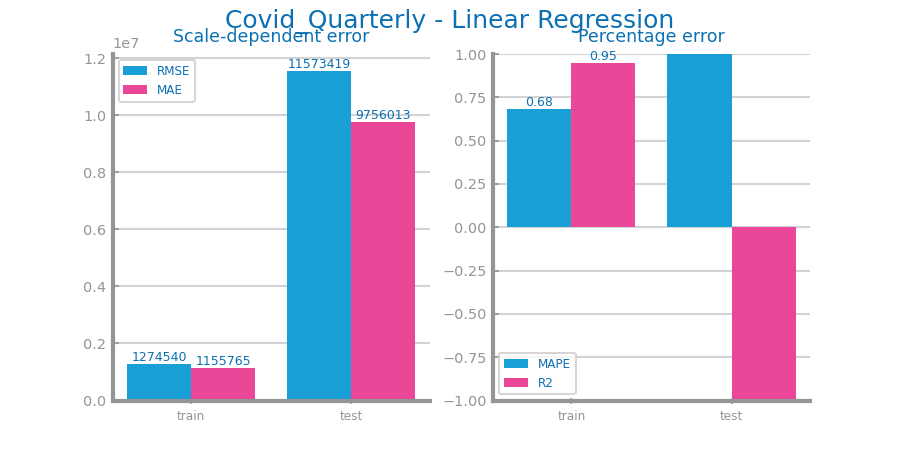 Covid_Quarterly - Linear Regression
Scale-dependent error
1e7
1.2
1.0
0.8
0.6
0.4
0.2
0.0
RMSE
MAE
1274540
1155765
11573419
9756013
train
test
Percentage error
1.00
0.75
0.50
0.25
0.00
−0.25
−0.50
−0.75
−1.00
0.68
0.95
MAPE
R2
train
test